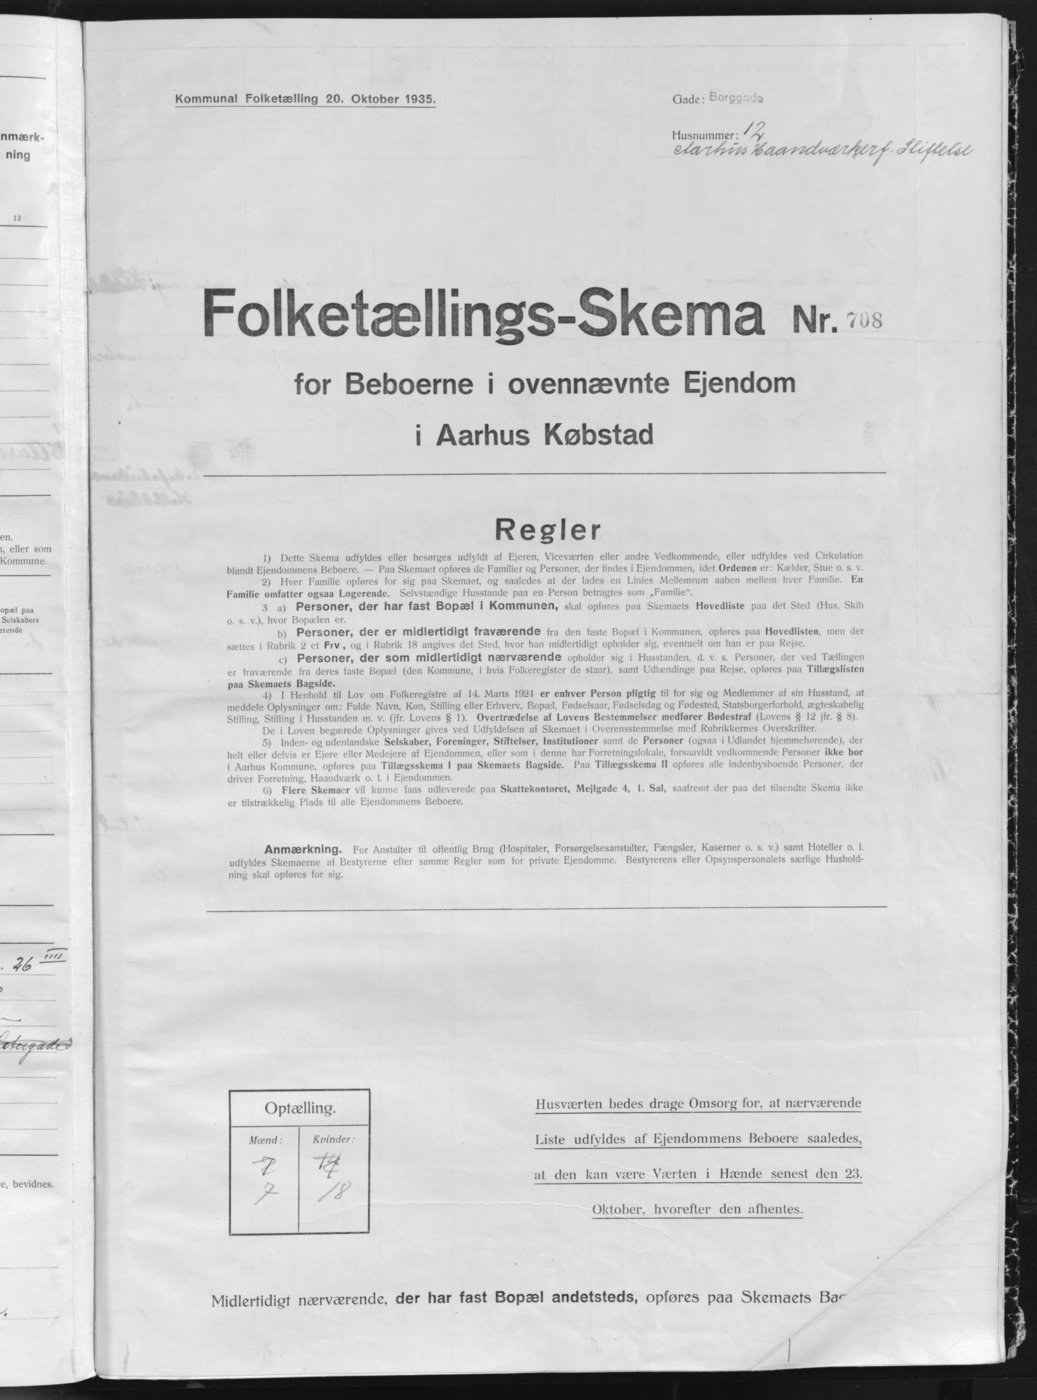 Kommunal Folketælling 20. Oktober 1935.
Gade: Borggade
Husnummer: 12
Aarhus Haandværkerf. Stiftelse
nmærk-
ning
12
Folketællings-Skema Nr. 708
for Beboerne i ovennævnte Ejendom
i Aarhus Købstad
Regler
1) Dette Skema udfyldes eller besørges udfyldt af Ejeren, Viceværten eller andre Vedkommende, eller udfyldes ved Cirkulation
blandt Ejendommens Beboere. — Paa Skemaet opføres de Familier og Personer, der findes i Ejendommen, idet Ordenen er: Kælder, Stue o. s. v.
2) Hver Familie opføres for sig paa Skemaet, og saaledes at der lades en Linies Mellemrum aaben mellem hver Familie. En
Familie omfatter ogsaa Logerende. Selvstændige Husstande paa en Person betragtes som „Familie“.
3 a) Personer, der har fast Bopæl i Kommunen, skal opføres paa Skemaets Hovedliste paa det Sted (Hus, Skib
o. s. v.), hvor Bopælen er.
b) Personer, der er midlertidigt fraværende fra den faste Bopæl i Kommunen, opføres paa Hovedlisten, men der
sættes i Rubrik 2 et Frv., og i Rubrik 18 angives det Sted, hvor han midlertidigt opholder sig, eventuelt om han er paa Rejse.
c) Personer, der som midlertidigt nærværende opholder sig i Husstanden, d. v. s. Personer, der ved Tællingen
er fraværende fra deres faste Bopæl (den Kommune, i hvis Folkeregister de staar), samt Udlændinge paa Rejse, opføres paa Tillægslisten
paa Skemaets Bagside.
4) I Henhold til Lov om Folkeregistre af 14. Marts 1924 er enhver Person pligtig til for sig og Medlemmer af sin Husstand, at
meddele Oplysninger om: Fulde Navn, Køn, Stilling eller Erhverv, Bopæl, Fødselsaar, Fødselsdag og Fødested, Statsborgerforhold, ægteskabelig
Stilling, Stilling i Husstanden m. v. (jfr. Lovens § 1). Overtrædelse af Lovens Bestemmelser medfører Bødestraf (Lovens § 12 jfr. § 8).
De i Loven begærede Oplysninger gives ved Udfyldelsen af Skemaet i Overensstemmelse med Rubrikkernes Overskrifter.
5) Inden- og udenlandske Selskaber, Foreninger, Stiftelser, Institutioner samt de Personer (ogsaa i Udlandet hjemmehørende), der
helt eller delvis er Ejere eller Medejere af Ejendommen, eller som i denne har Forretningslokale, forsaavidt vedkommende Personer ikke bor
i Aarhus Kommune, opføres paa Tillægsskema I paa Skemaets Bagside. Paa Tillægsskema II opføres alle indenbysboende Personer, der
driver Forretning, Haandværk o. l. i Ejendommen.
6) Flere Skemaer vil kunne faas udleverede paa Skattekontoret, Mejlgade 4, 1. Sal, saafremt der paa det tilsendte Skema ikke
er tilstrækkelig Plads til alle Ejendommens Beboere.
Anmærkning. For Anstalter til offentlig Brug (Hospitaler, Forsørgelsesanstalter, Fængsler, Kaserner o. s. v.) samt Hoteller o. l.
udfyldes Skemaerne af Bestyrerne efter samme Regler som for private Ejendomme. Bestyrerens eller Opsynspersonalets særlige Hushold-
ning skal opføres for sig.
en.
, eller som
Kommune.
opæl paa
Selskabers
erende
26
e, bevidnes.
Optælling.
Mænd: Kvinder:
7
7 18
Husværten bedes drage Omsorg for, at nærværende
Liste udfyldes af Ejendommens Beboere saaledes,
at den kan være Værten i Hænde senest den 23.
Oktober, hvorefter den afhentes.
Midlertidigt nærværende, der har fast Bopæl andetsteds, opføres paa Skemaets Bag